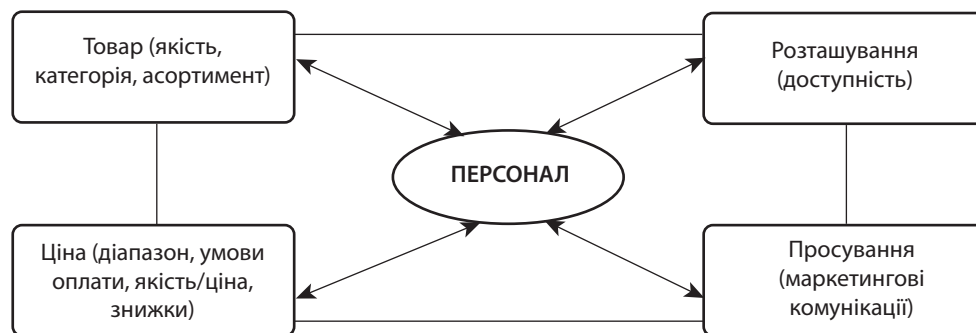 Товар (якість,
категорія, асортимент)
Розташування
(доступність)
ПЕРСОНАЛ
Ціна (діапазон, умови
оплати, якість/ціна,
знижки)
Просування
(маркетингові
комунікації)